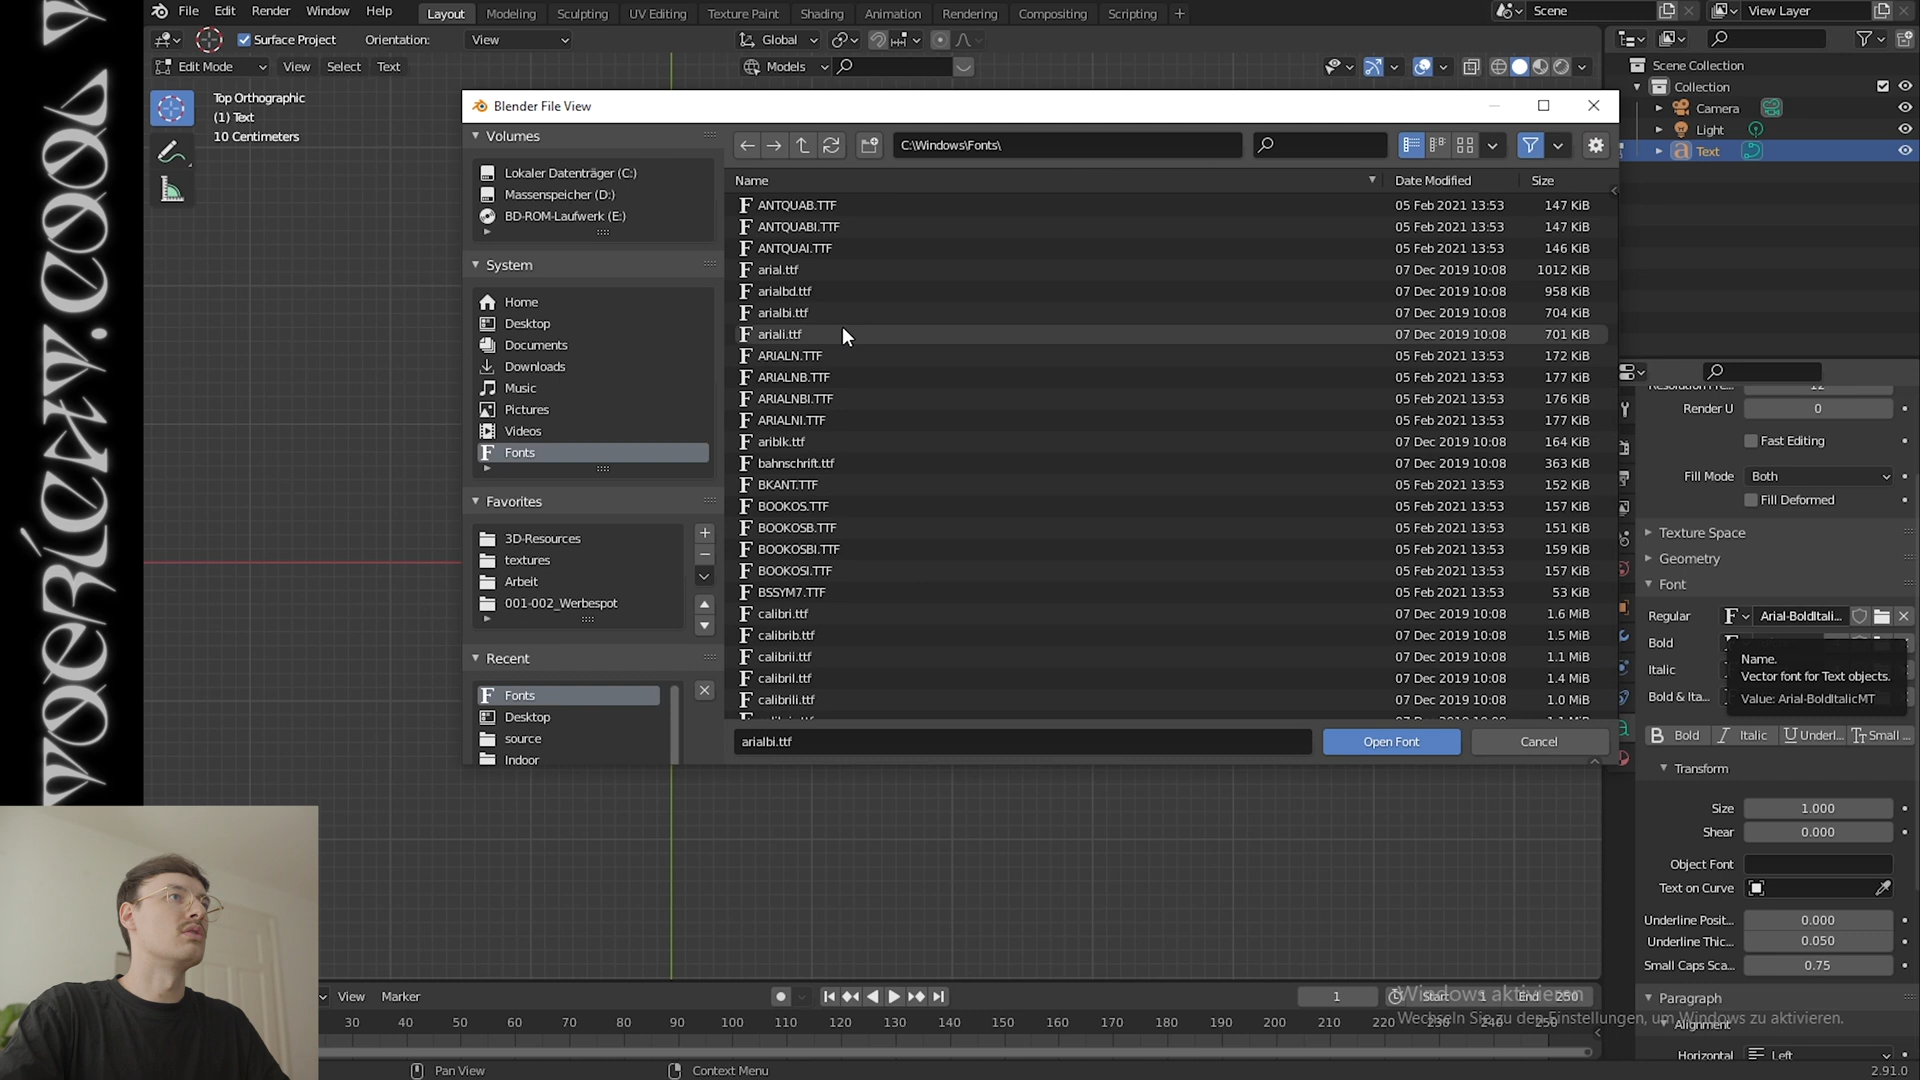 File Edit Render Window Help
Layout Modeling Sculpting UV Editing Texture Paint Shading Animation Rendering Compositing Scripting +
Scene View Layer
Surface Project Orientation: View
Global
Edit Mode View Select Text
Models
Top Orthographic
(1) Text
10 Centimeters
Scene Collection
Collection
Camera
Light
Text
Blender File View
Volumes
Lokaler Datenträger (C:)
Massenspeicher (D:)
BD-ROM-Laufwerk (E:)
System
Home
Desktop
Documents
Downloads
Music
Pictures
Videos
Fonts
Favorites
3D-Resources
textures
Arbeit
001-002_Werbespot
Recent
Fonts
Desktop
source
Indoor
C:\Windows\Fonts\
Name Date Modified Size
ANTQUAB.TTF 05 Feb 2021 13:53 147 KiB
ANTQUABI.TTF 05 Feb 2021 13:53 147 KiB
ANTQUAI.TTF 05 Feb 2021 13:53 146 KiB
arial.ttf 07 Dec 2019 10:08 1012 KiB
arialbd.ttf 07 Dec 2019 10:08 958 KiB
arialbi.ttf 07 Dec 2019 10:08 704 KiB
ariali.ttf 07 Dec 2019 10:08 701 KiB
ARIALN.TTF 05 Feb 2021 13:53 172 KiB
ARIALNB.TTF 05 Feb 2021 13:53 177 KiB
ARIALNBI.TTF 05 Feb 2021 13:53 176 KiB
ARIALNI.TTF 05 Feb 2021 13:53 177 KiB
ariblk.ttf 07 Dec 2019 10:08 164 KiB
bahnschrift.ttf 07 Dec 2019 10:08 363 KiB
BKANT.TTF 05 Feb 2021 13:53 152 KiB
BOOKOS.TTF 05 Feb 2021 13:53 157 KiB
BOOKOSB.TTF 05 Feb 2021 13:53 151 KiB
BOOKOSBI.TTF 05 Feb 2021 13:53 159 KiB
BOOKOSI.TTF 05 Feb 2021 13:53 157 KiB
BSSYM7.TTF 05 Feb 2021 13:53 53 KiB
calibri.ttf 07 Dec 2019 10:08 1.6 MiB
calibrib.ttf 07 Dec 2019 10:08 1.5 MiB
calibrii.ttf 07 Dec 2019 10:08 1.1 MiB
calibril.ttf 07 Dec 2019 10:08 1.4 MiB
calibrili.ttf 07 Dec 2019 10:08 1.0 MiB
arialbi.ttf Open Font Cancel
Render U 0
Fast Editing
Fill Mode Both
Fill Deformed
Texture Space
Geometry
Font
Regular Arial-BoldItali...
Bold
Italic
Bold & Ita...
Name.
Vector font for Text objects.
Value: Arial-BoldItalicMT
B Bold I Italic U Underl... Tt Small ...
Transform
Size 1.000
Shear 0.000
Object Font
Text on Curve
Underline Posit... 0.000
Underline Thic... 0.050
Small Caps Sca... 0.75
Paragraph
Alignment
Horizontal Left
View Marker
1 Start 1 End 250
30 40 50 60 70 80 90 100 110 120 130 140 150 160 170 180 190 200 210 220 230 240 250
Windows aktivieren
Wechseln Sie zu den Einstellungen, um Windows zu aktivieren.
Pan View Context Menu 2.91.0